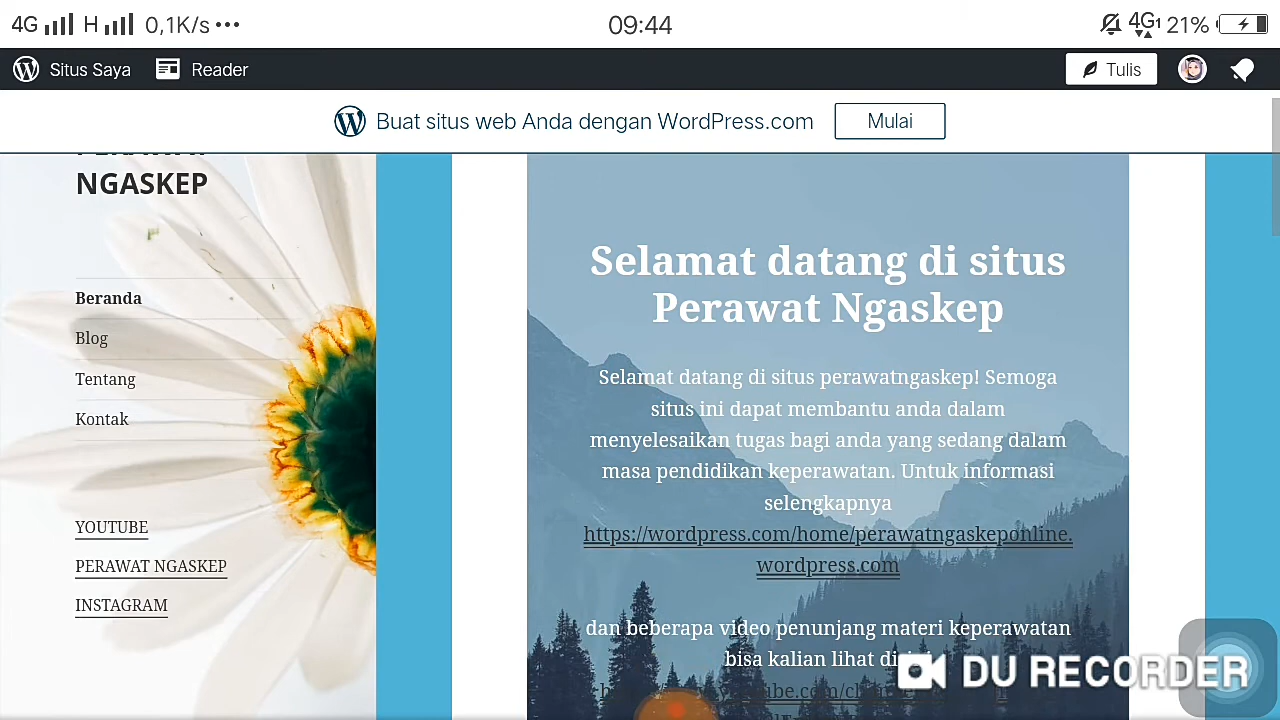 4G H 0,1K/s ••• 09:44 4G1 21%
Situs Saya Reader Tulis
Buat situs web Anda dengan WordPress.com Mulai
NGASKEP
Beranda
Blog
Tentang
Kontak
YOUTUBE
PERAWAT NGASKEP
INSTAGRAM
Selamat datang di situs
Perawat Ngaskep
Selamat datang di situs perawatngaskep! Semoga
situs ini dapat membantu anda dalam
menyelesaikan tugas bagi anda yang sedang dalam
masa pendidikan keperawatan. Untuk informasi
selengkapnya
https://wordpress.com/home/perawatngaskeponline.
wordpress.com
dan beberapa video penunjang materi keperawatan
bisa kalian lihat
DU RECORDER